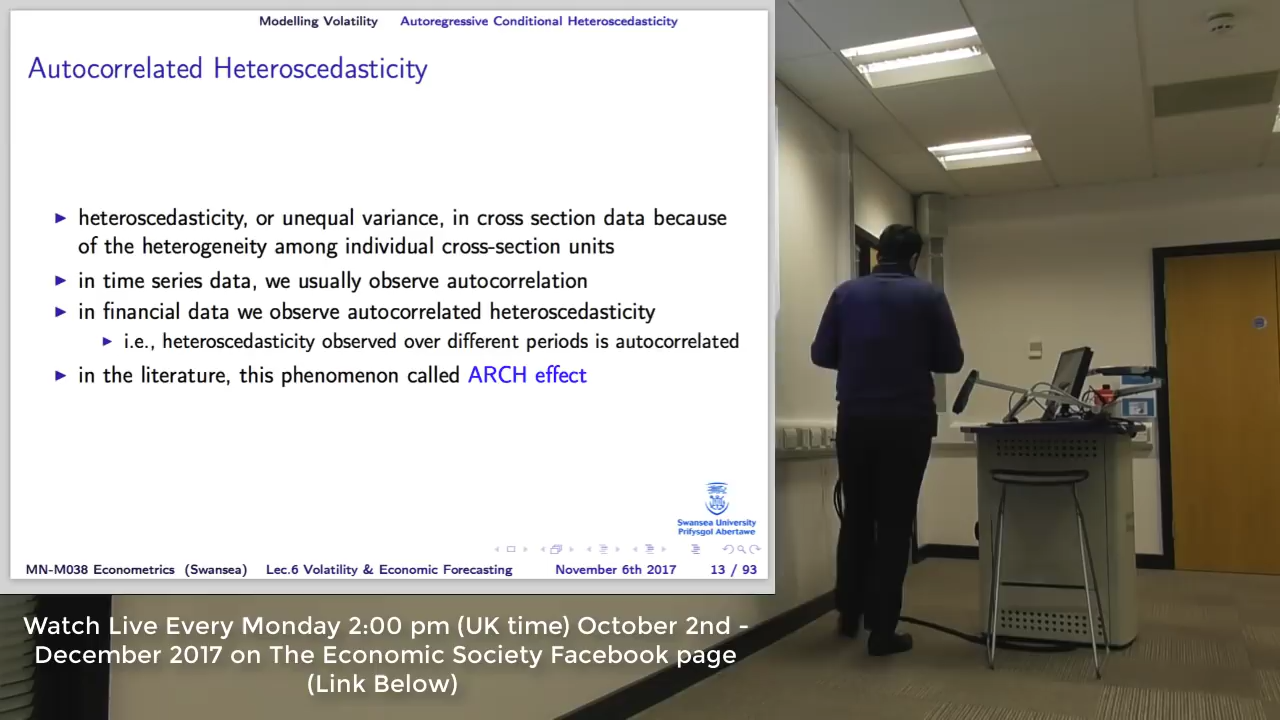 Modelling Volatility Autoregressive Conditional Heteroscedasticity
Autocorrelated Heteroscedasticity
heteroscedasticity, or unequal variance, in cross section data because
of the heterogeneity among individual cross-section units
in time series data, we usually observe autocorrelation
in financial data we observe autocorrelated heteroscedasticity
i.e., heteroscedasticity observed over different periods is autocorrelated
in the literature, this phenomenon called ARCH effect
Swansea University
Prifysgol Abertawe
MN-M038 Econometrics (Swansea) Lec.6 Volatility & Economic Forecasting November 6th 2017 13 / 93
Watch Live Every Monday 2:00 pm (UK time) October 2nd -
December 2017 on The Economic Society Facebook page
(Link Below)